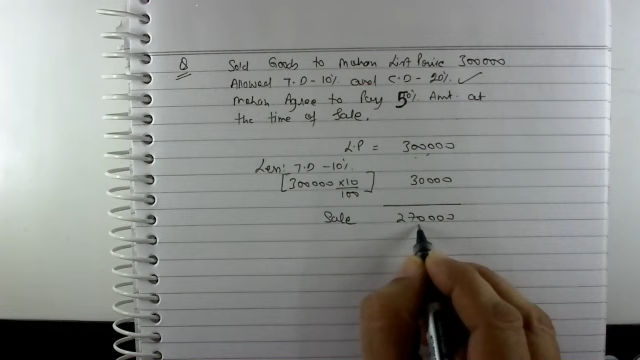 Q Sold Goods to Mohan List Price 300000
Allowed T.D-10% and C.D-20% ✓
Mohan Agree to Pay 50% Amt. at
the time of Sale.
L.P = 300000
Less: T.D-10%
[300000 x 10/100] 30000
Sale 270000